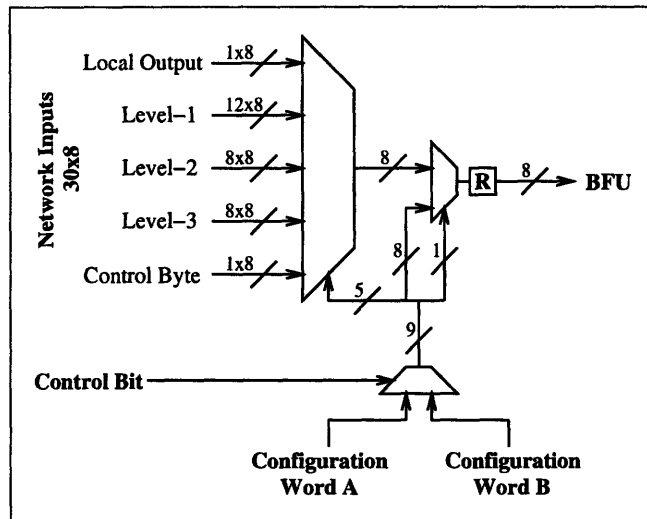 Network Inputs
30x8
Local Output
1x8
Level-1
12x8
Level-2
8x8
Level-3
8x8
Control Byte
1x8
8
R
8
BFU
8
1
5
9
Control Bit
Configuration
Word A
Configuration
Word B